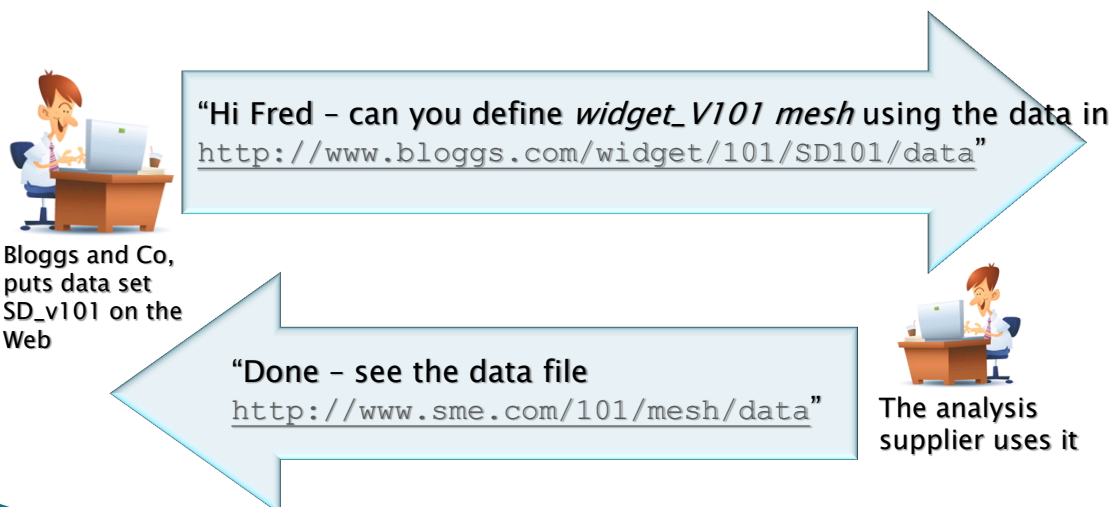 “Hi Fred – can you define widget_V101 mesh using the data in
http://www.bloggs.com/widget/101/SD101/data”
Bloggs and Co,
puts data set
SD_v101 on the
Web
“Done – see the data file
http://www.sme.com/101/mesh/data”
The analysis
supplier uses it